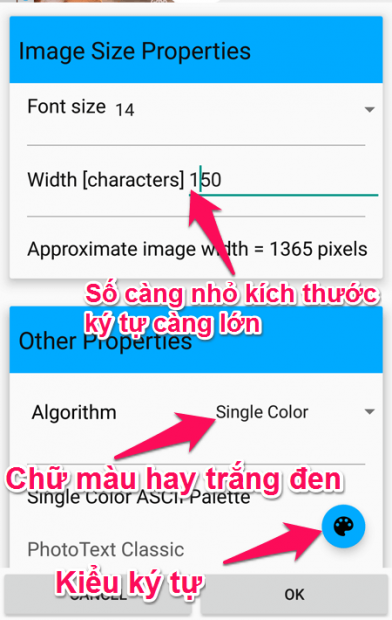 Image Size Properties
Font size 14
Width [characters] 150
Approximate image width = 1365 pixels
Số càng nhỏ kích thước
ký tự càng lớn
Other Properties
Algorithm Single Color
Chữ màu hay trắng đen
Single Color ASCII Palette
PhotoText Classic
Kiểu ký tự
CANCEL OK